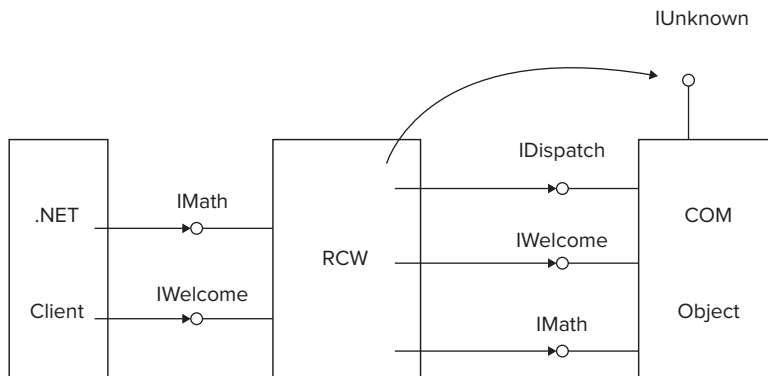 IUnknown
IDispatch
IMath
.NET
COM
IWelcome
RCW
IWelcome
Client
IMath
Object